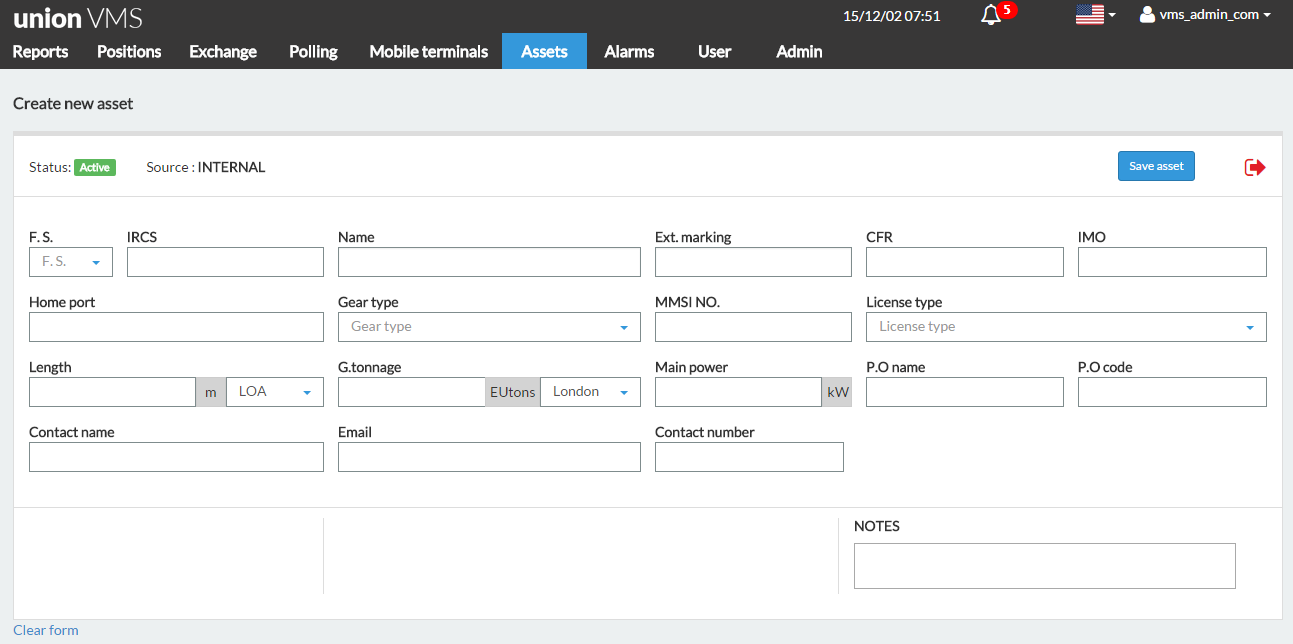 union VMS 15/12/02 07:51 5 vms_admin_com
Reports Positions Exchange Polling Mobile terminals Assets Alarms User Admin
Create new asset
Status: Active Source : INTERNAL Save asset
F. S. IRCS Name Ext. marking CFR IMO
F. S.
Home port Gear type MMSI NO. License type
Gear type License type
Length G.tonnage Main power P.O name P.O code
m LOA EUtons London kW
Contact name Email Contact number
NOTES
Clear form